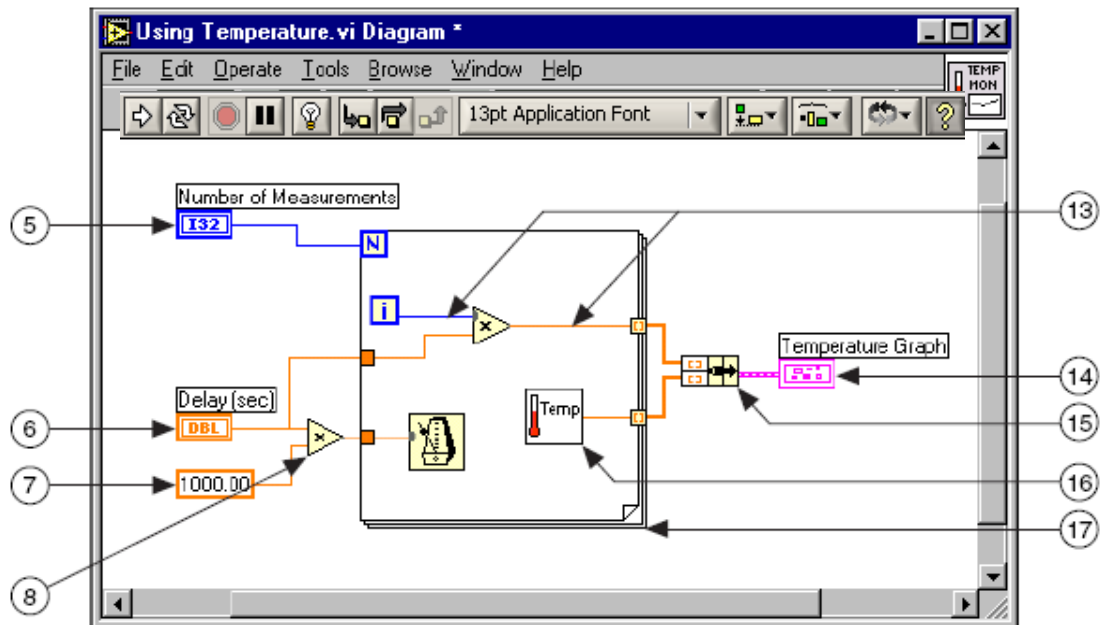 Using Temperature.vi Diagram *
File Edit Operate Tools Browse Window Help
TEMP
MON
13pt Application Font
Number of Measurements
5
I32
13
N
i
x
Temperature Graph
14
Delay (sec)
15
6
DBL
x
Temp
7
1000.00
16
17
8